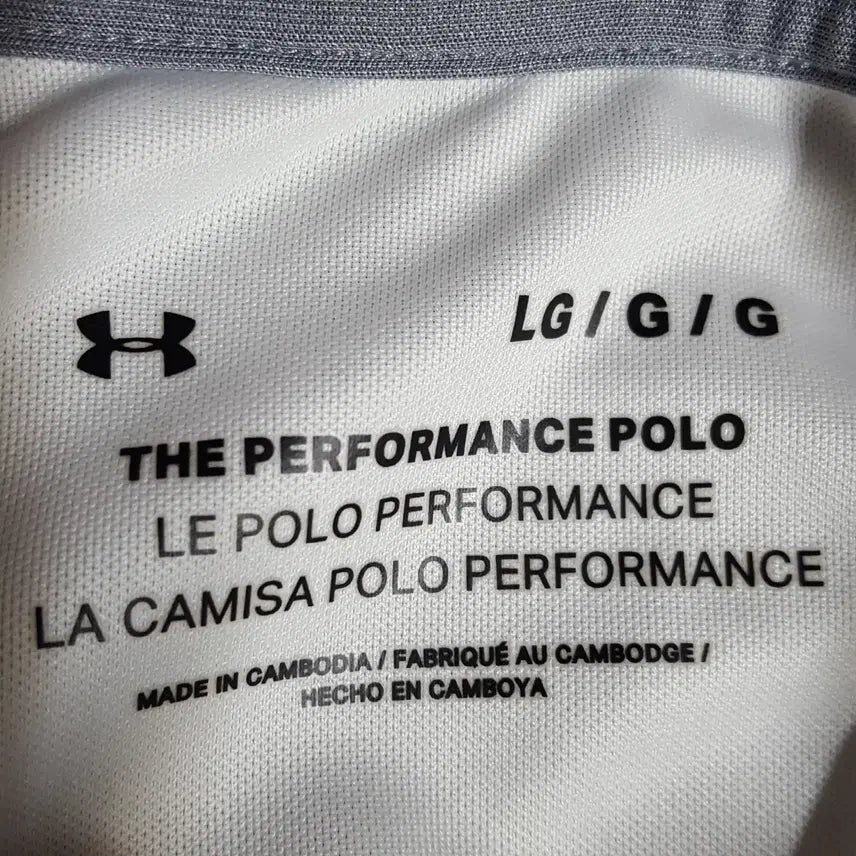 LG / G / G
THE PERFORMANCE POLO
LE POLO PERFORMANCE
LA CAMISA POLO PERFORMANCE
MADE IN CAMBODIA / FABRIQUÉ AU CAMBODGE /
HECHO EN CAMBOYA